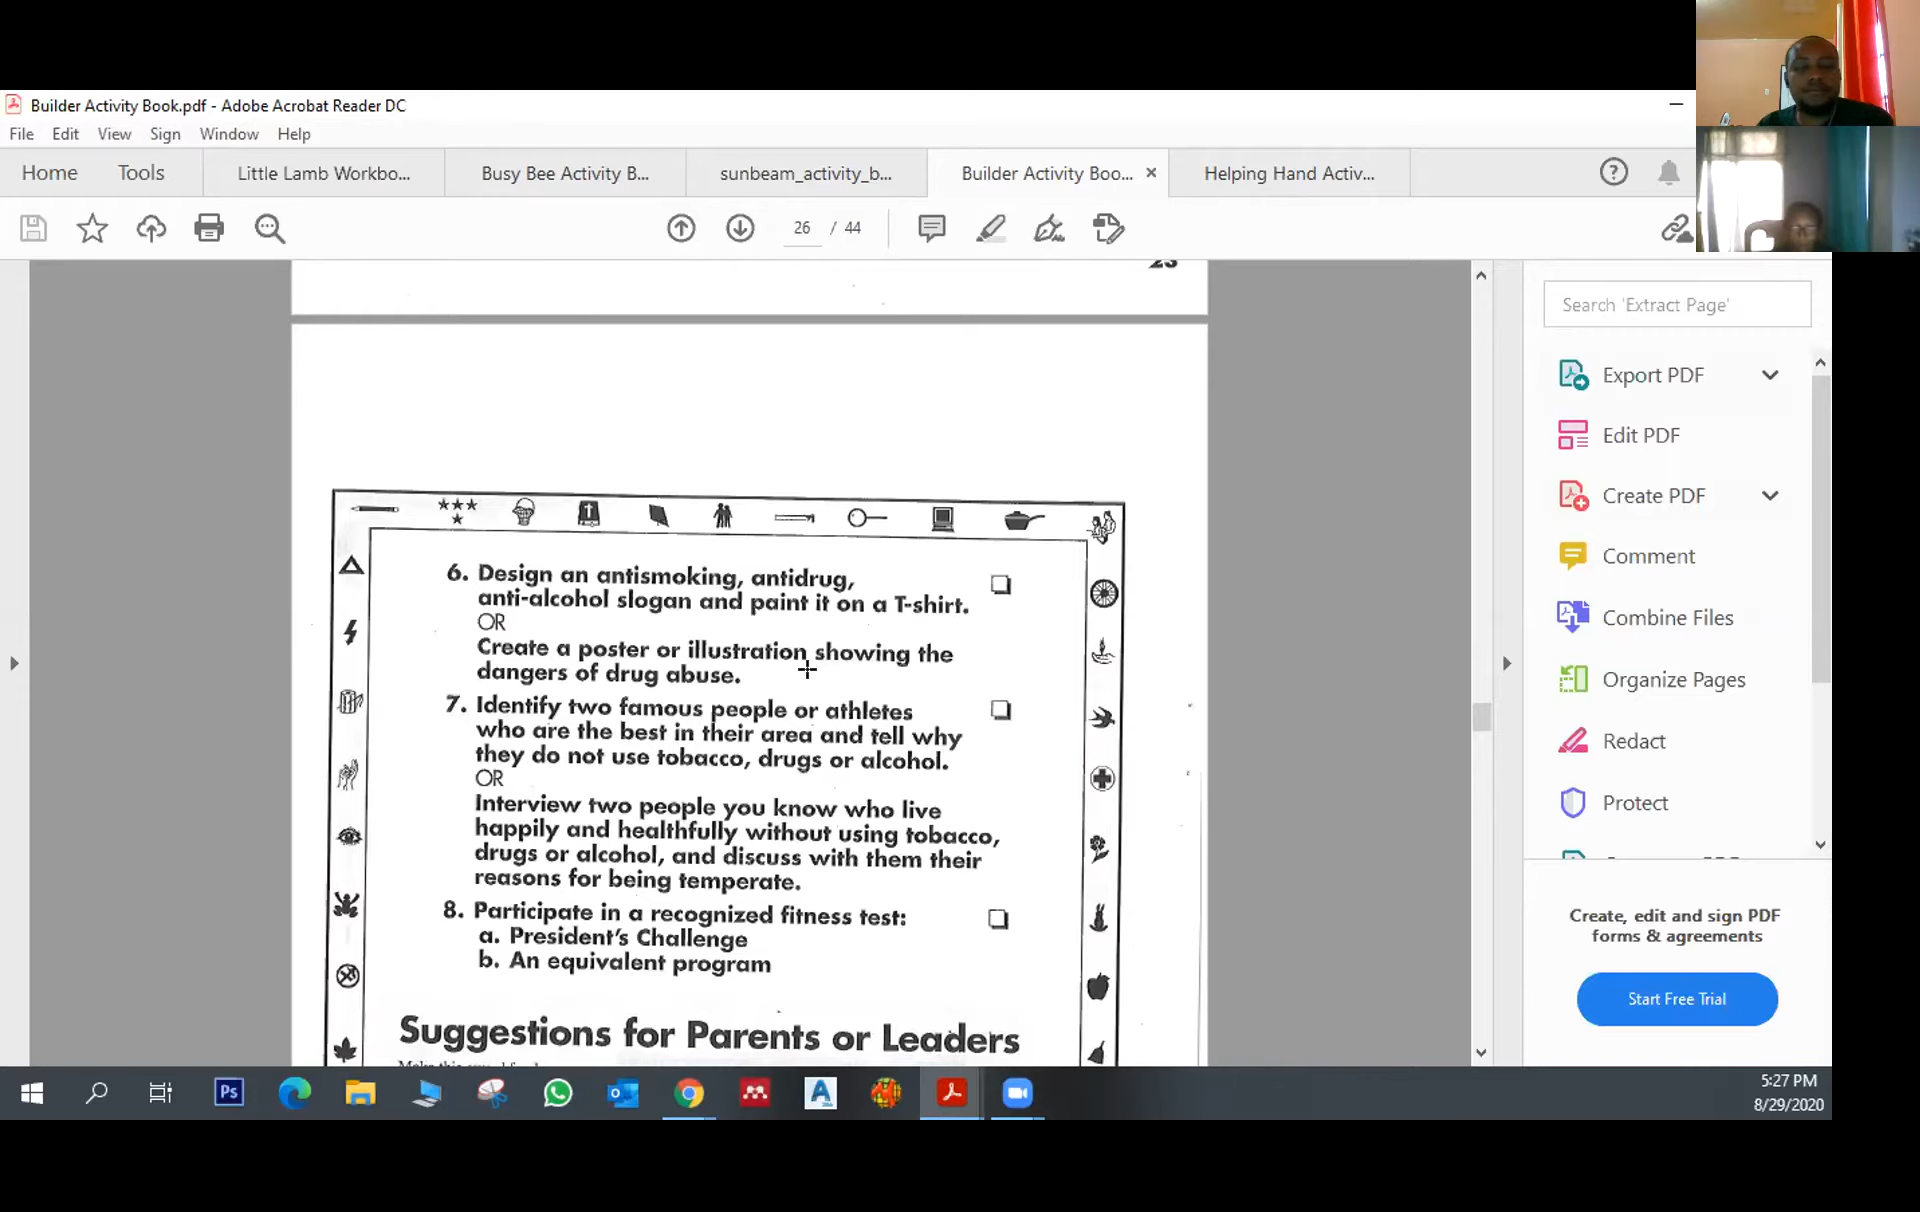 Builder Activity Book.pdf - Adobe Acrobat Reader DC
File Edit View Sign Window Help
Home Tools Little Lamb Workbo... Busy Bee Activity B... sunbeam_activity_b... Builder Activity Boo... Helping Hand Activ...
26 / 44
23
Search 'Extract Page'
Export PDF
Edit PDF
Create PDF
Comment
Combine Files
Organize Pages
Redact
Protect
Create, edit and sign PDF
forms & agreements
Start Free Trial
6. Design an antismoking, antidrug,
anti-alcohol slogan and paint it on a T-shirt.
OR
Create a poster or illustration showing the
dangers of drug abuse.
7. Identify two famous people or athletes
who are the best in their area and tell why
they do not use tobacco, drugs or alcohol.
OR
Interview two people you know who live
happily and healthfully without using tobacco,
drugs or alcohol, and discuss with them their
reasons for being temperate.
8. Participate in a recognized fitness test:
a. President's Challenge
b. An equivalent program
Suggestions for Parents or Leaders
Ps
5:27 PM
8/29/2020